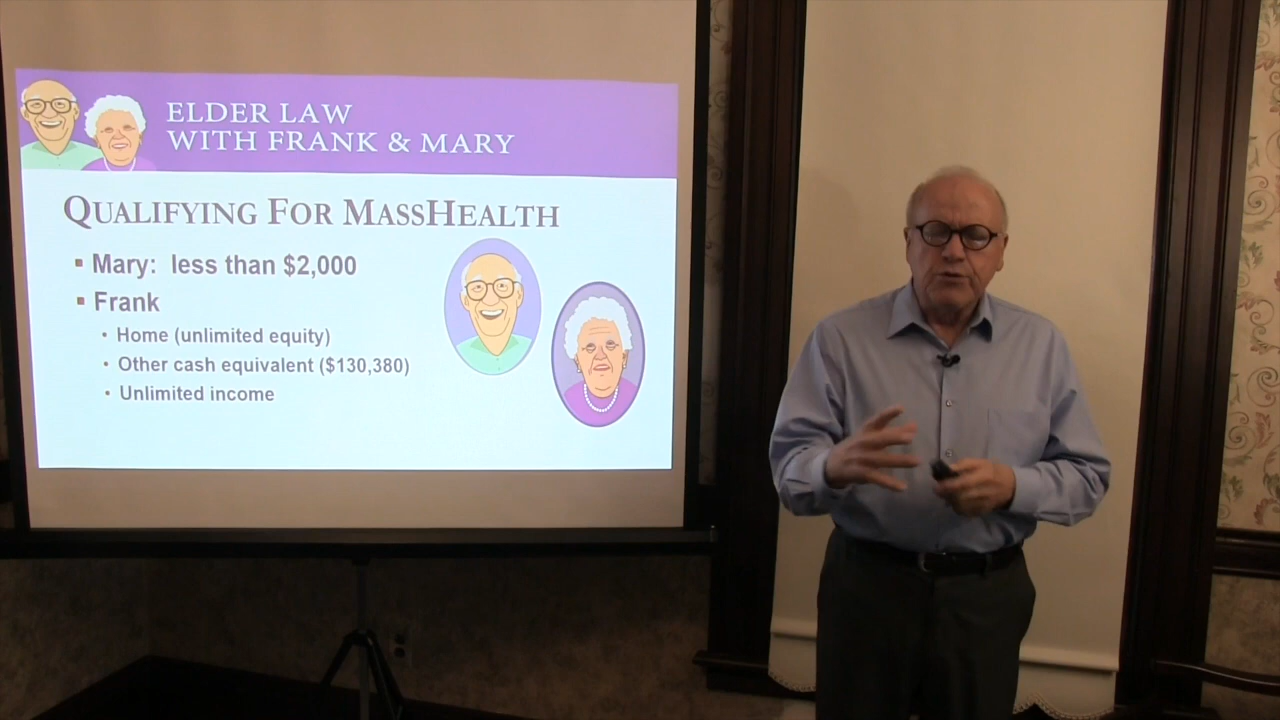 ELDER LAW
WITH FRANK & MARY
QUALIFYING FOR MASSHEALTH
▪ Mary: less than $2,000
▪ Frank
• Home (unlimited equity)
• Other cash equivalent ($130,380)
• Unlimited income